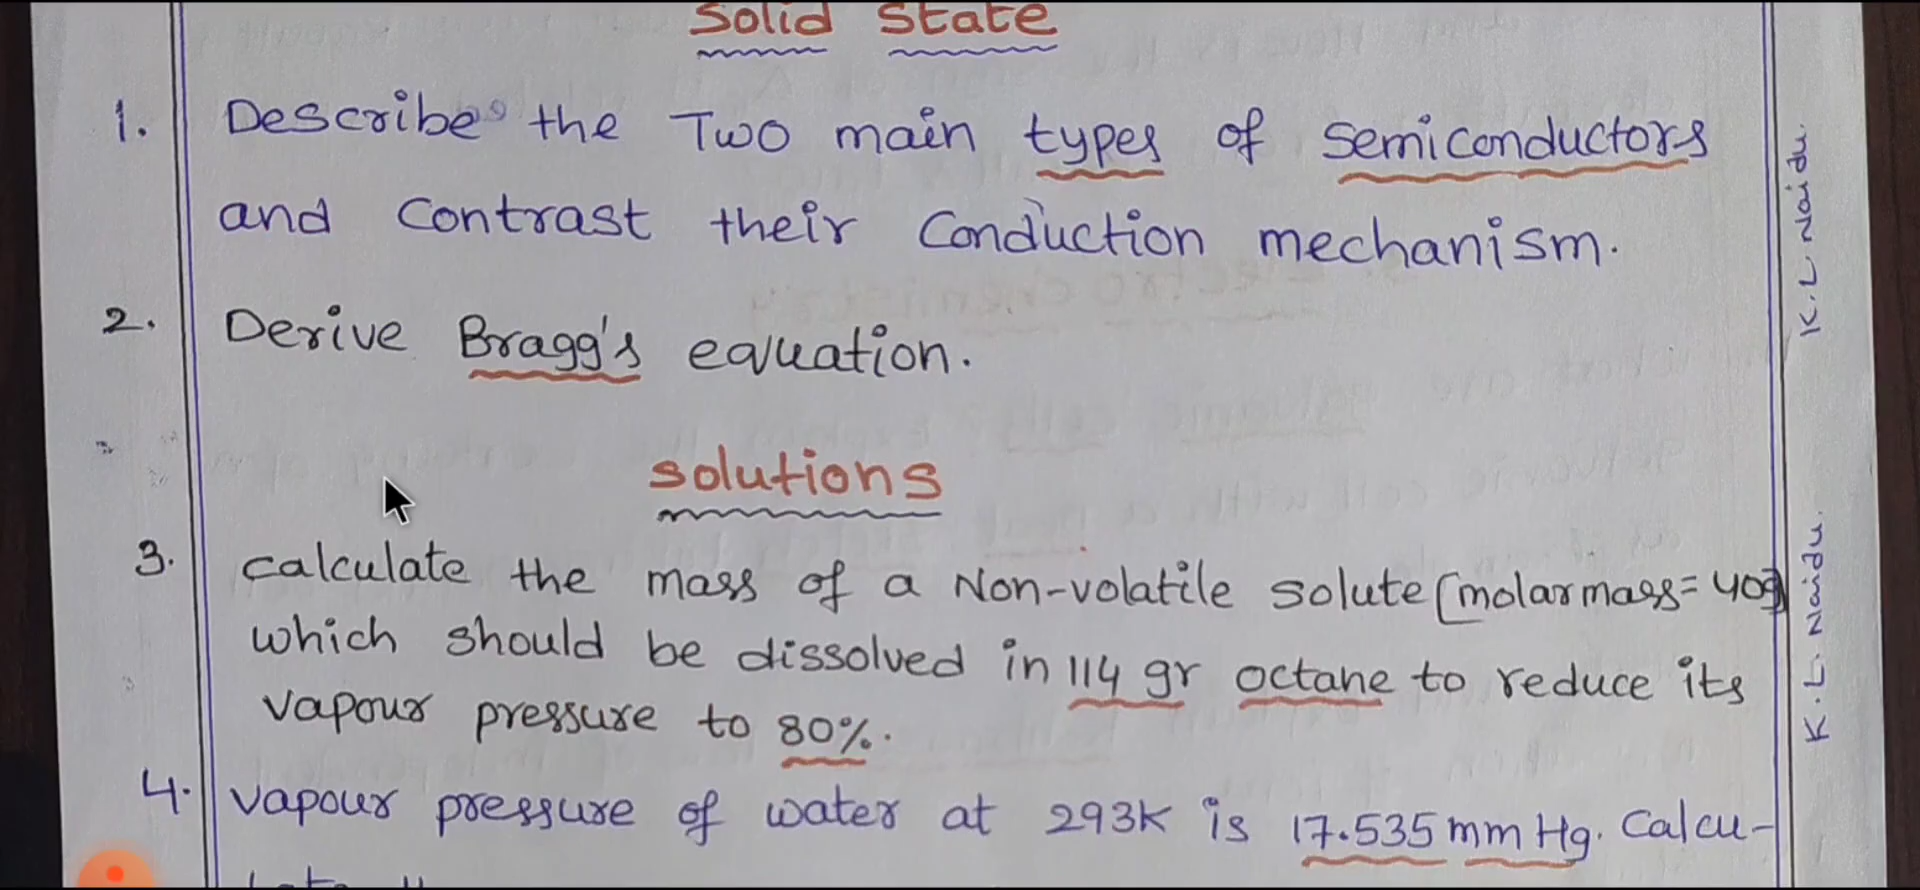 Solid State
1. Describe the Two main types of semiconductors
and contrast their Conduction mechanism.
2. Derive Bragg's equation.
solutions
3. calculate the mass of a Non-volatile solute (molar mass = 40g)
which should be dissolved in 114 gr octane to reduce its
vapour pressure to 80%.
4. vapour pressure of water at 293K is 17.535 mm Hg. Calcu-
K.L Naidu.
K.L. Naidu.